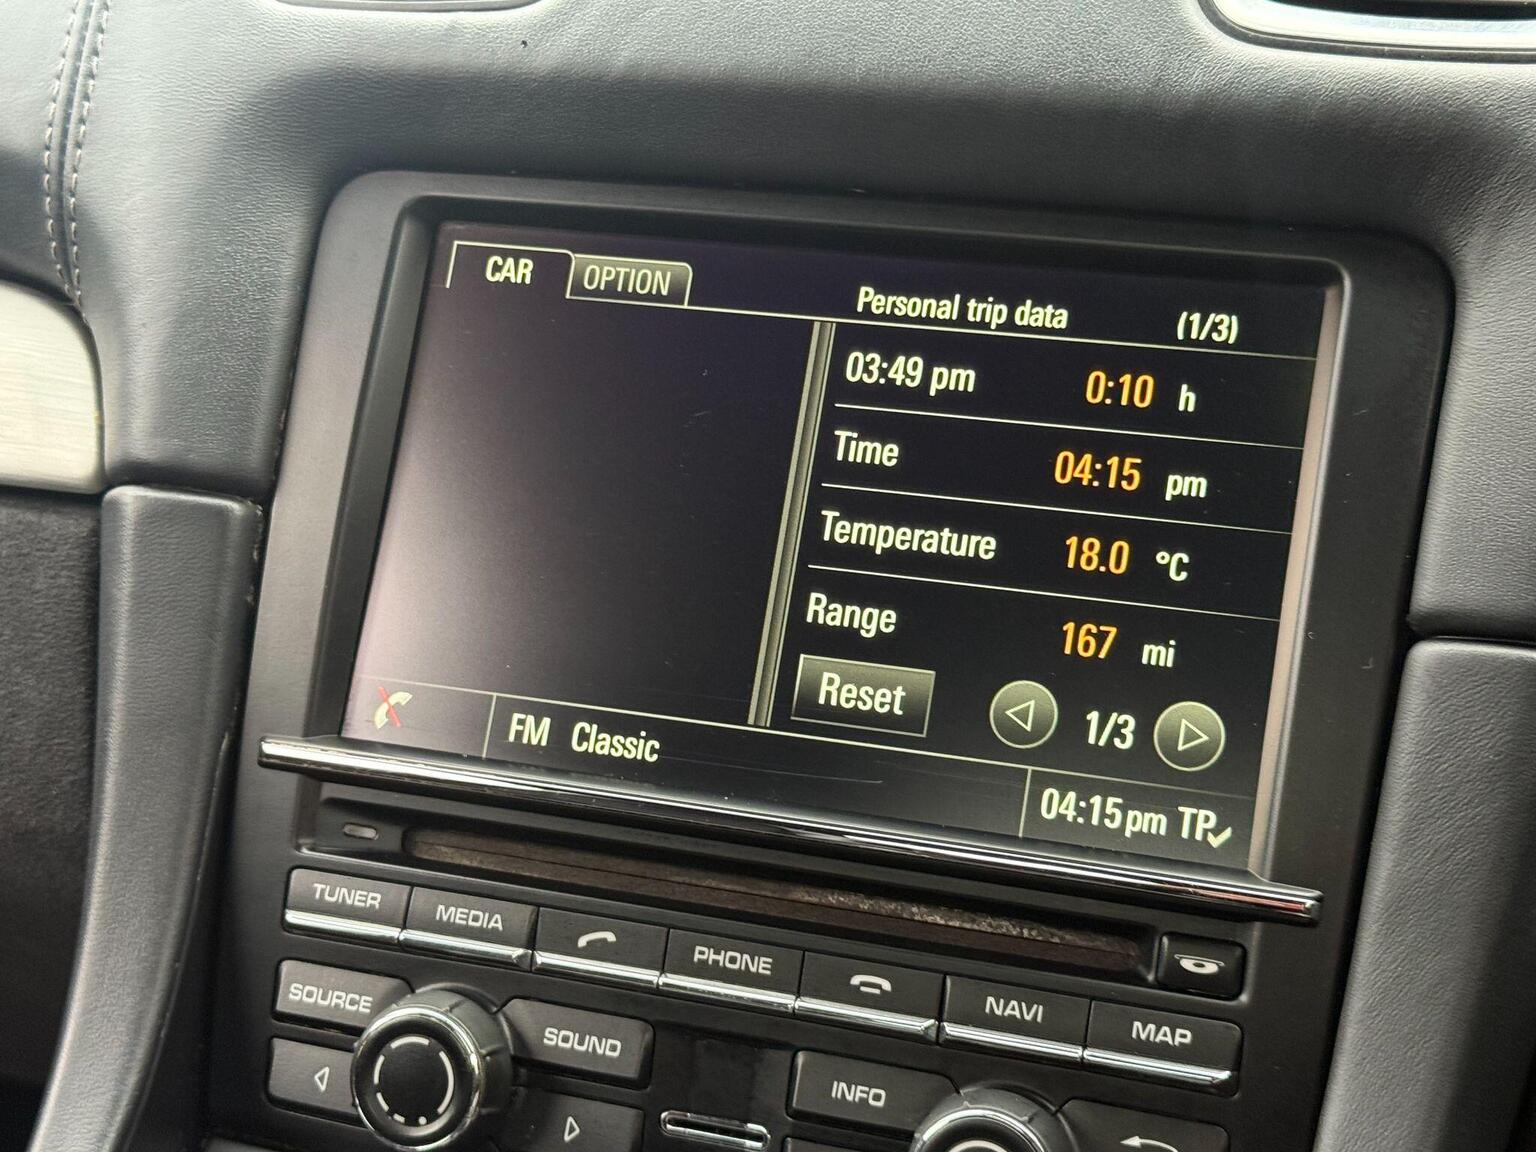 CAR OPTION
Personal trip data (1/3)
03:49 pm 0:10 h
Time 04:15 pm
Temperature 18.0 °C
Range 167 mi
Reset 1/3
FM Classic
04:15pm TP
TUNER MEDIA PHONE NAVI MAP
SOURCE SOUND INFO